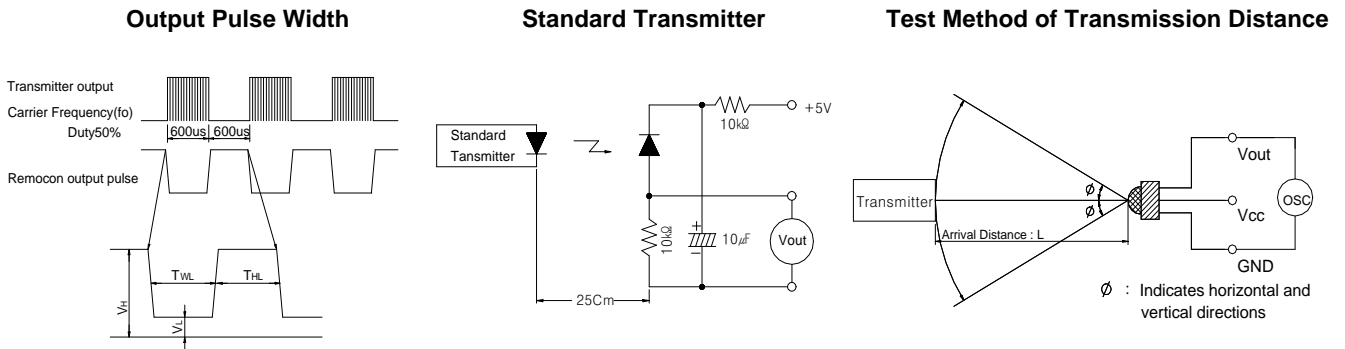 Output Pulse Width
Transmitter output
Carrier Frequency(fo)
Duty50%
600us 600us
Remocon output pulse
TWL THL
VH
VL
Standard Transmitter
Standard
Tansmitter
+5V
10kΩ
10kΩ
+
10μF
Vout
25Cm
Test Method of Transmission Distance
Transmitter
Φ
Φ
Arrival Distance : L
Vout
Vcc
GND
OSC
Φ : Indicates horizontal and
vertical directions